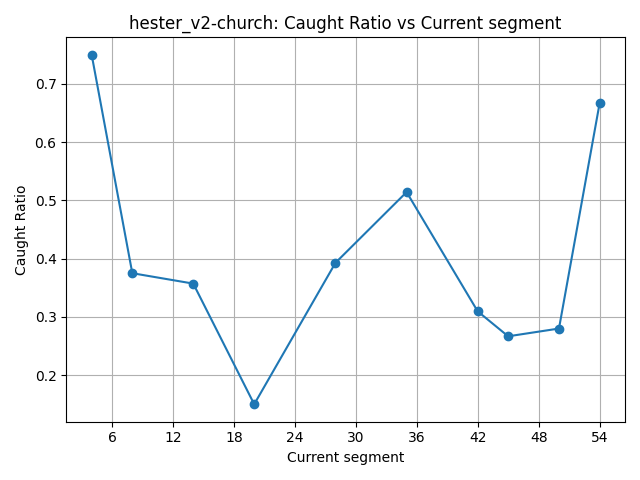 hester_v2-church: Caught Ratio vs Current segment
0.7
0.6
0.5
0.4
0.3
0.2
Caught Ratio
6 12 18 24 30 36 42 48 54
Current segment